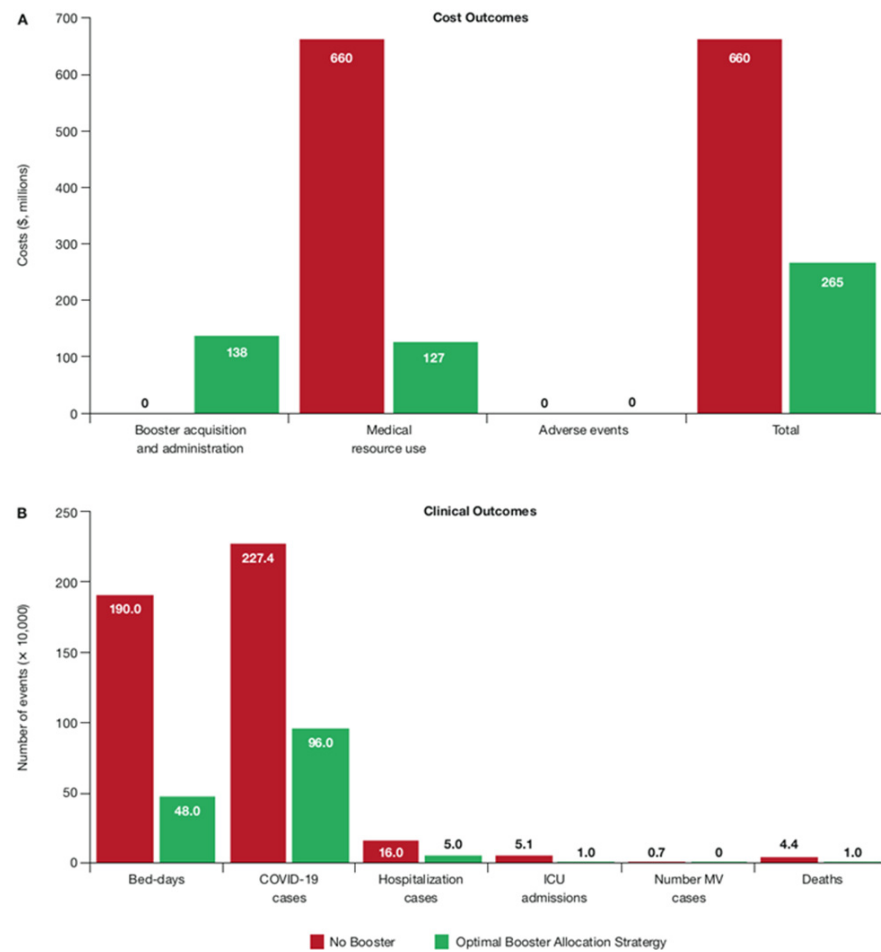 A
Cost Outcomes
Costs ($, millions)
700
600
500
400
300
200
100
0
0
138
660
127
0
0
660
265
Booster acquisition
and administration
Medical
resource use
Adverse events
Total
B
Clinical Outcomes
Number of events (× 10,000)
250
200
150
100
50
0
190.0
48.0
227.4
96.0
16.0
5.0
5.1
1.0
0.7
0
4.4
1.0
Bed-days
COVID-19
cases
Hospitalization
cases
ICU
admissions
Number MV
cases
Deaths
No Booster
Optimal Booster Allocation Stratergy